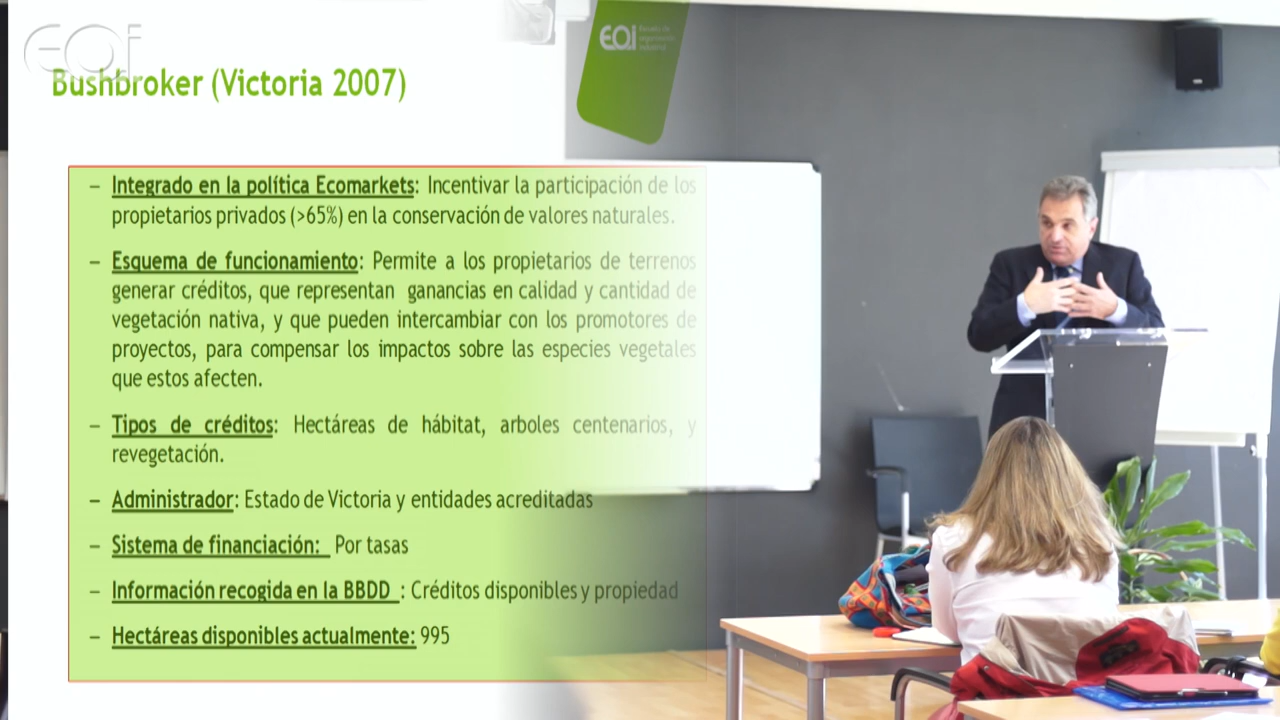 EOI
Bushbroker (Victoria 2007)
EOI Escuela de
organización
industrial
– Integrado en la política Ecomarkets: Incentivar la participación de los
propietarios privados (>65%) en la conservación de valores naturales.
– Esquema de funcionamiento: Permite a los propietarios de terrenos
generar créditos, que representan ganancias en calidad y cantidad de
vegetación nativa, y que pueden intercambiar con los promotores de
proyectos, para compensar los impactos sobre las especies vegetales
que estos afecten.
– Tipos de créditos: Hectáreas de hábitat, arboles centenarios, y
revegetación.
– Administrador: Estado de Victoria y entidades acreditadas
– Sistema de financiación: Por tasas
– Información recogida en la BBDD : Créditos disponibles y propiedad
– Hectáreas disponibles actualmente: 995